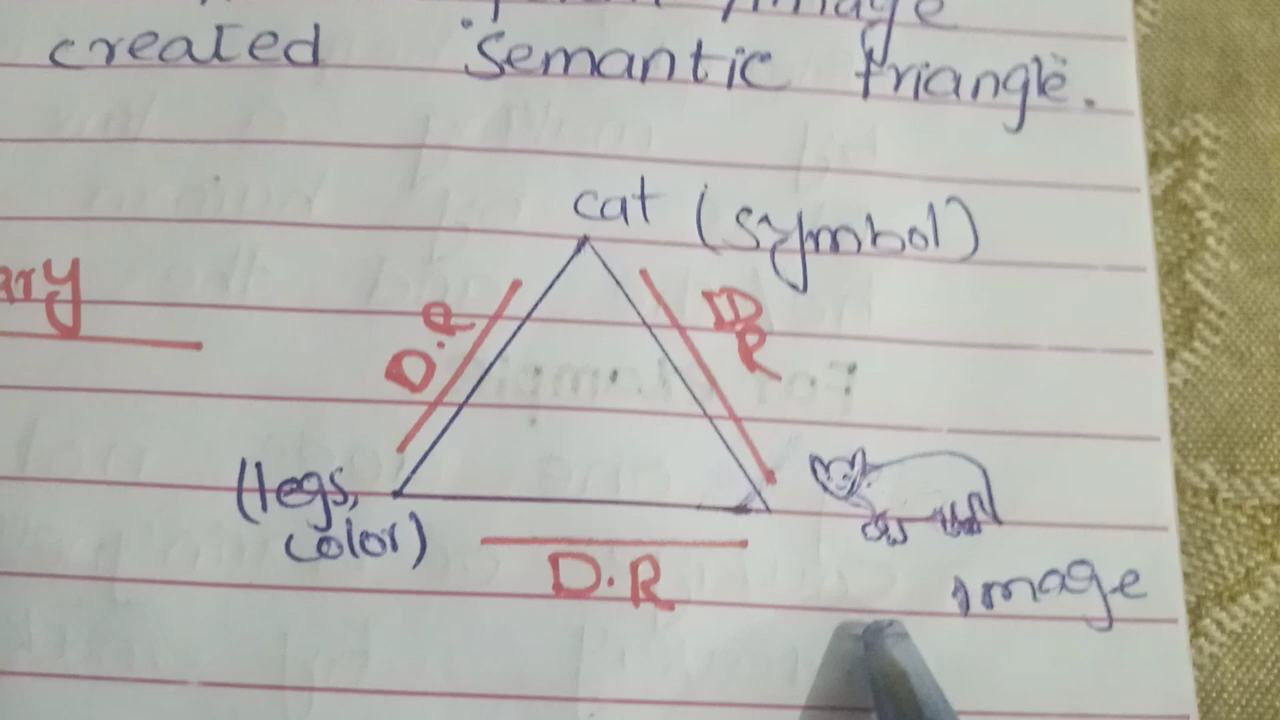 created semantic triangle.
cat (symbol)
D.R
(legs,
color)
D.R
Image